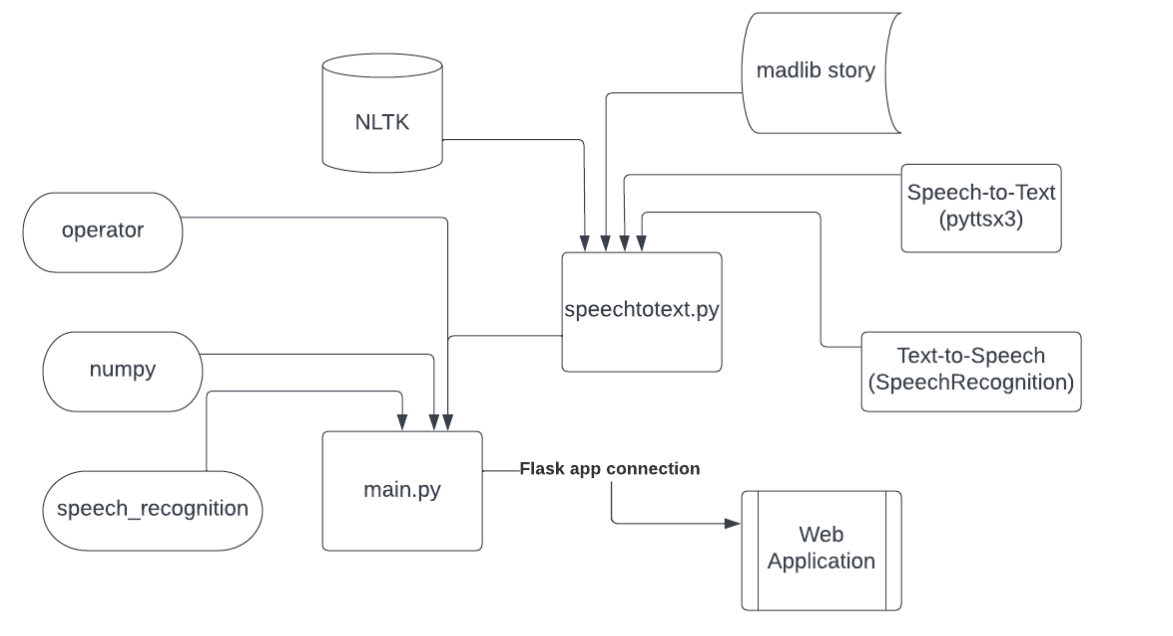 madlib story
NLTK
Speech-to-Text
(pyttsx3)
operator
speechtotext.py
Text-to-Speech
(SpeechRecognition)
numpy
main.py
Flask app connection
speech_recognition
Web
Application